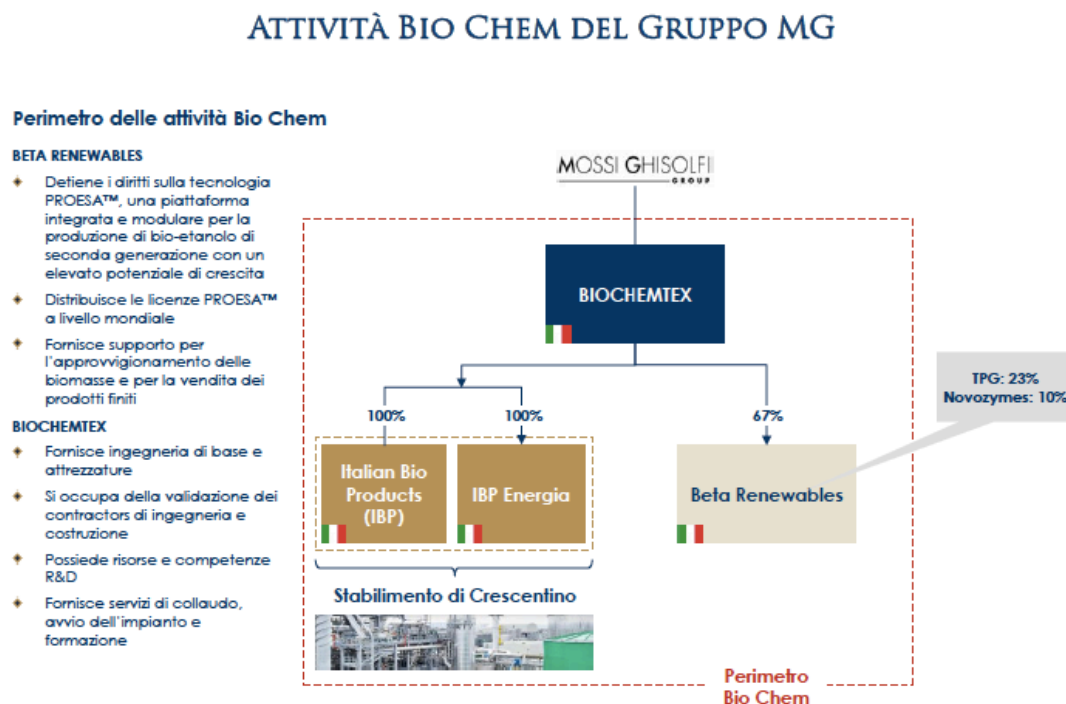 ATTIVITÀ BIO CHEM DEL GRUPPO MG
Perimetro delle attività Bio Chem
BETA RENEWABLES
Detiene i diritti sulla tecnologia
PROESA™, una piattaforma
integrata e modulare per la
produzione di bio-etanolo di
seconda generazione con un
elevato potenziale di crescita
Distribuisce le licenze PROESA™
a livello mondiale
Fornisce supporto per
l'approvvigionamento delle
biomasse e per la vendita dei
prodotti finiti
BIOCHEMTEX
Fornisce ingegneria di base e
attrezzature
Si occupa della validazione dei
contractors di ingegneria e
costruzione
Possiede risorse e competenze
R&D
Fornisce servizi di collaudo,
avvio dell'impianto e
formazione
MOSSI GHISOLFI
GROUP
BIOCHEMTEX
TPG: 23%
Novozymes: 10%
100%
100%
67%
Italian Bio
Products
(IBP)
IBP Energia
Beta Renewables
Stabilimento di Crescentino
Perimetro
Bio Chem